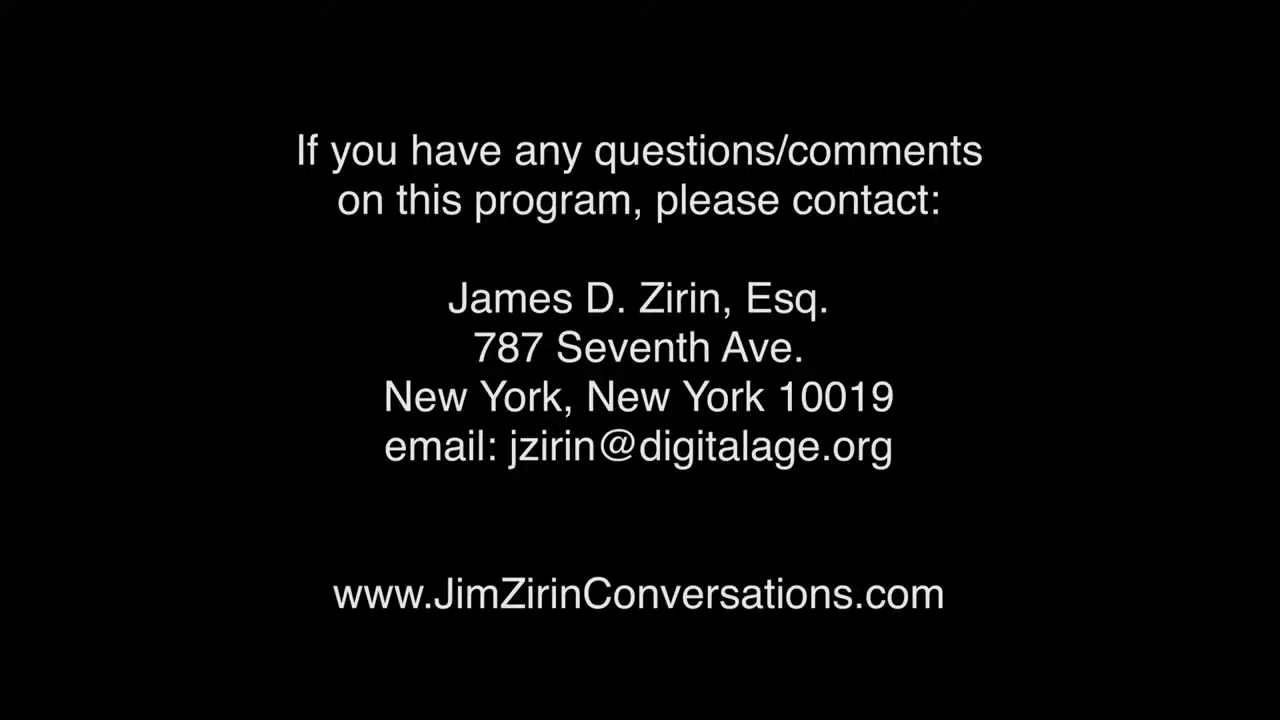 If you have any questions/comments
on this program, please contact:
James D. Zirin, Esq.
787 Seventh Ave.
New York, New York 10019
email: jzirin@digitalage.org
www.JimZirinConversations.com